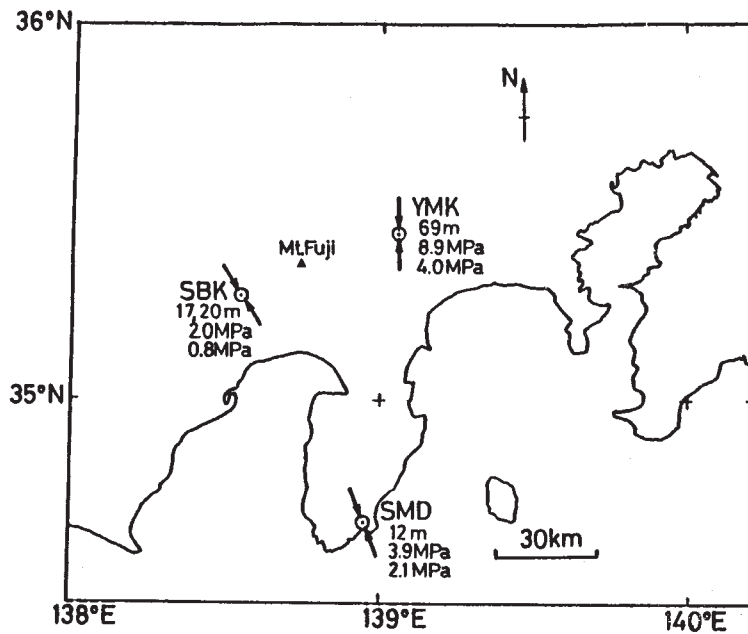 36°N
N
YMK
69m
8.9MPa
4.0MPa
Mt.Fuji
SBK
17,20m
2.0MPa
0.8MPa
35°N
SMD
12m
3.9MPa
2.1MPa
30km
138°E
139°E
140°E